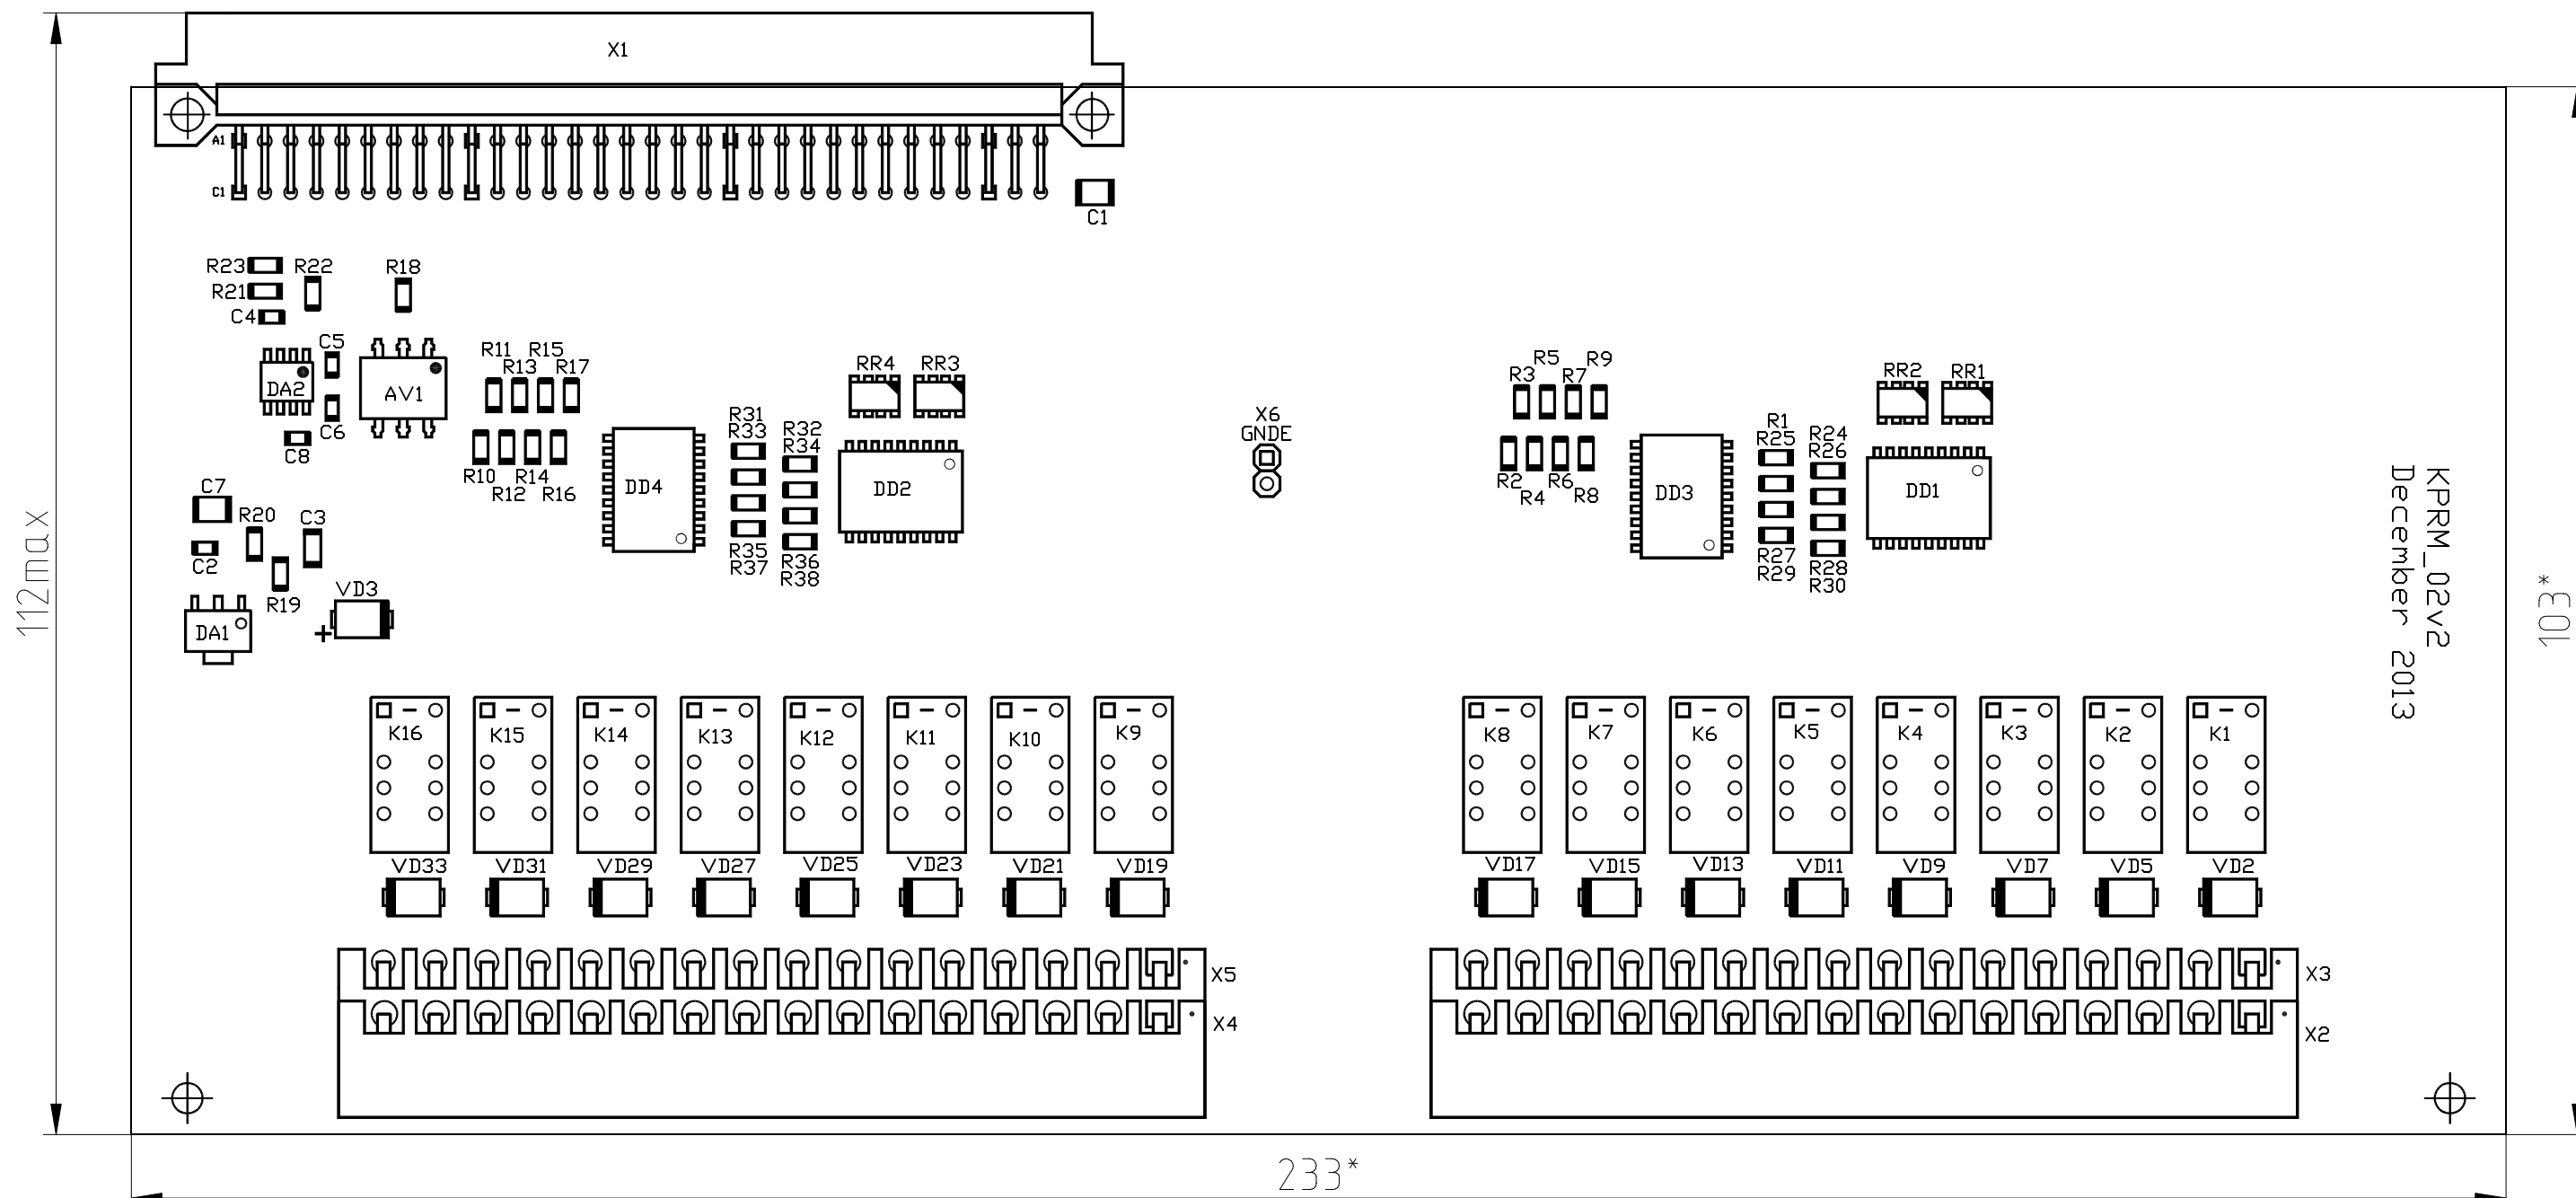 X1
A1
C1
C1
R23 R22 R18
R21
C4
C5
R11 R15
R13 R17
RR4 RR3
R5 R9
R3 R7
RR2 RR1
DA2
AV1
C6
C8
R31
R33
R32
R34
X6
GNDE
R1
R25
R24
R26
R10 R14
R12 R16
DD4
DD2
R2 R6
R4 R8
DD3
DD1
C7
R20 C3
C2
R19
VD3
+
DA1
R35
R37
R36
R38
R27
R29
R28
R30
KPRM_02v2
December 2013
112max
103*
K16 K15 K14 K13 K12 K11 K10 K9 K8 K7 K6 K5 K4 K3 K2 K1
VD33 VD31 VD29 VD27 VD25 VD23 VD21 VD19 VD17 VD15 VD13 VD11 VD9 VD7 VD5 VD2
X5 X3
X4 X2
233*